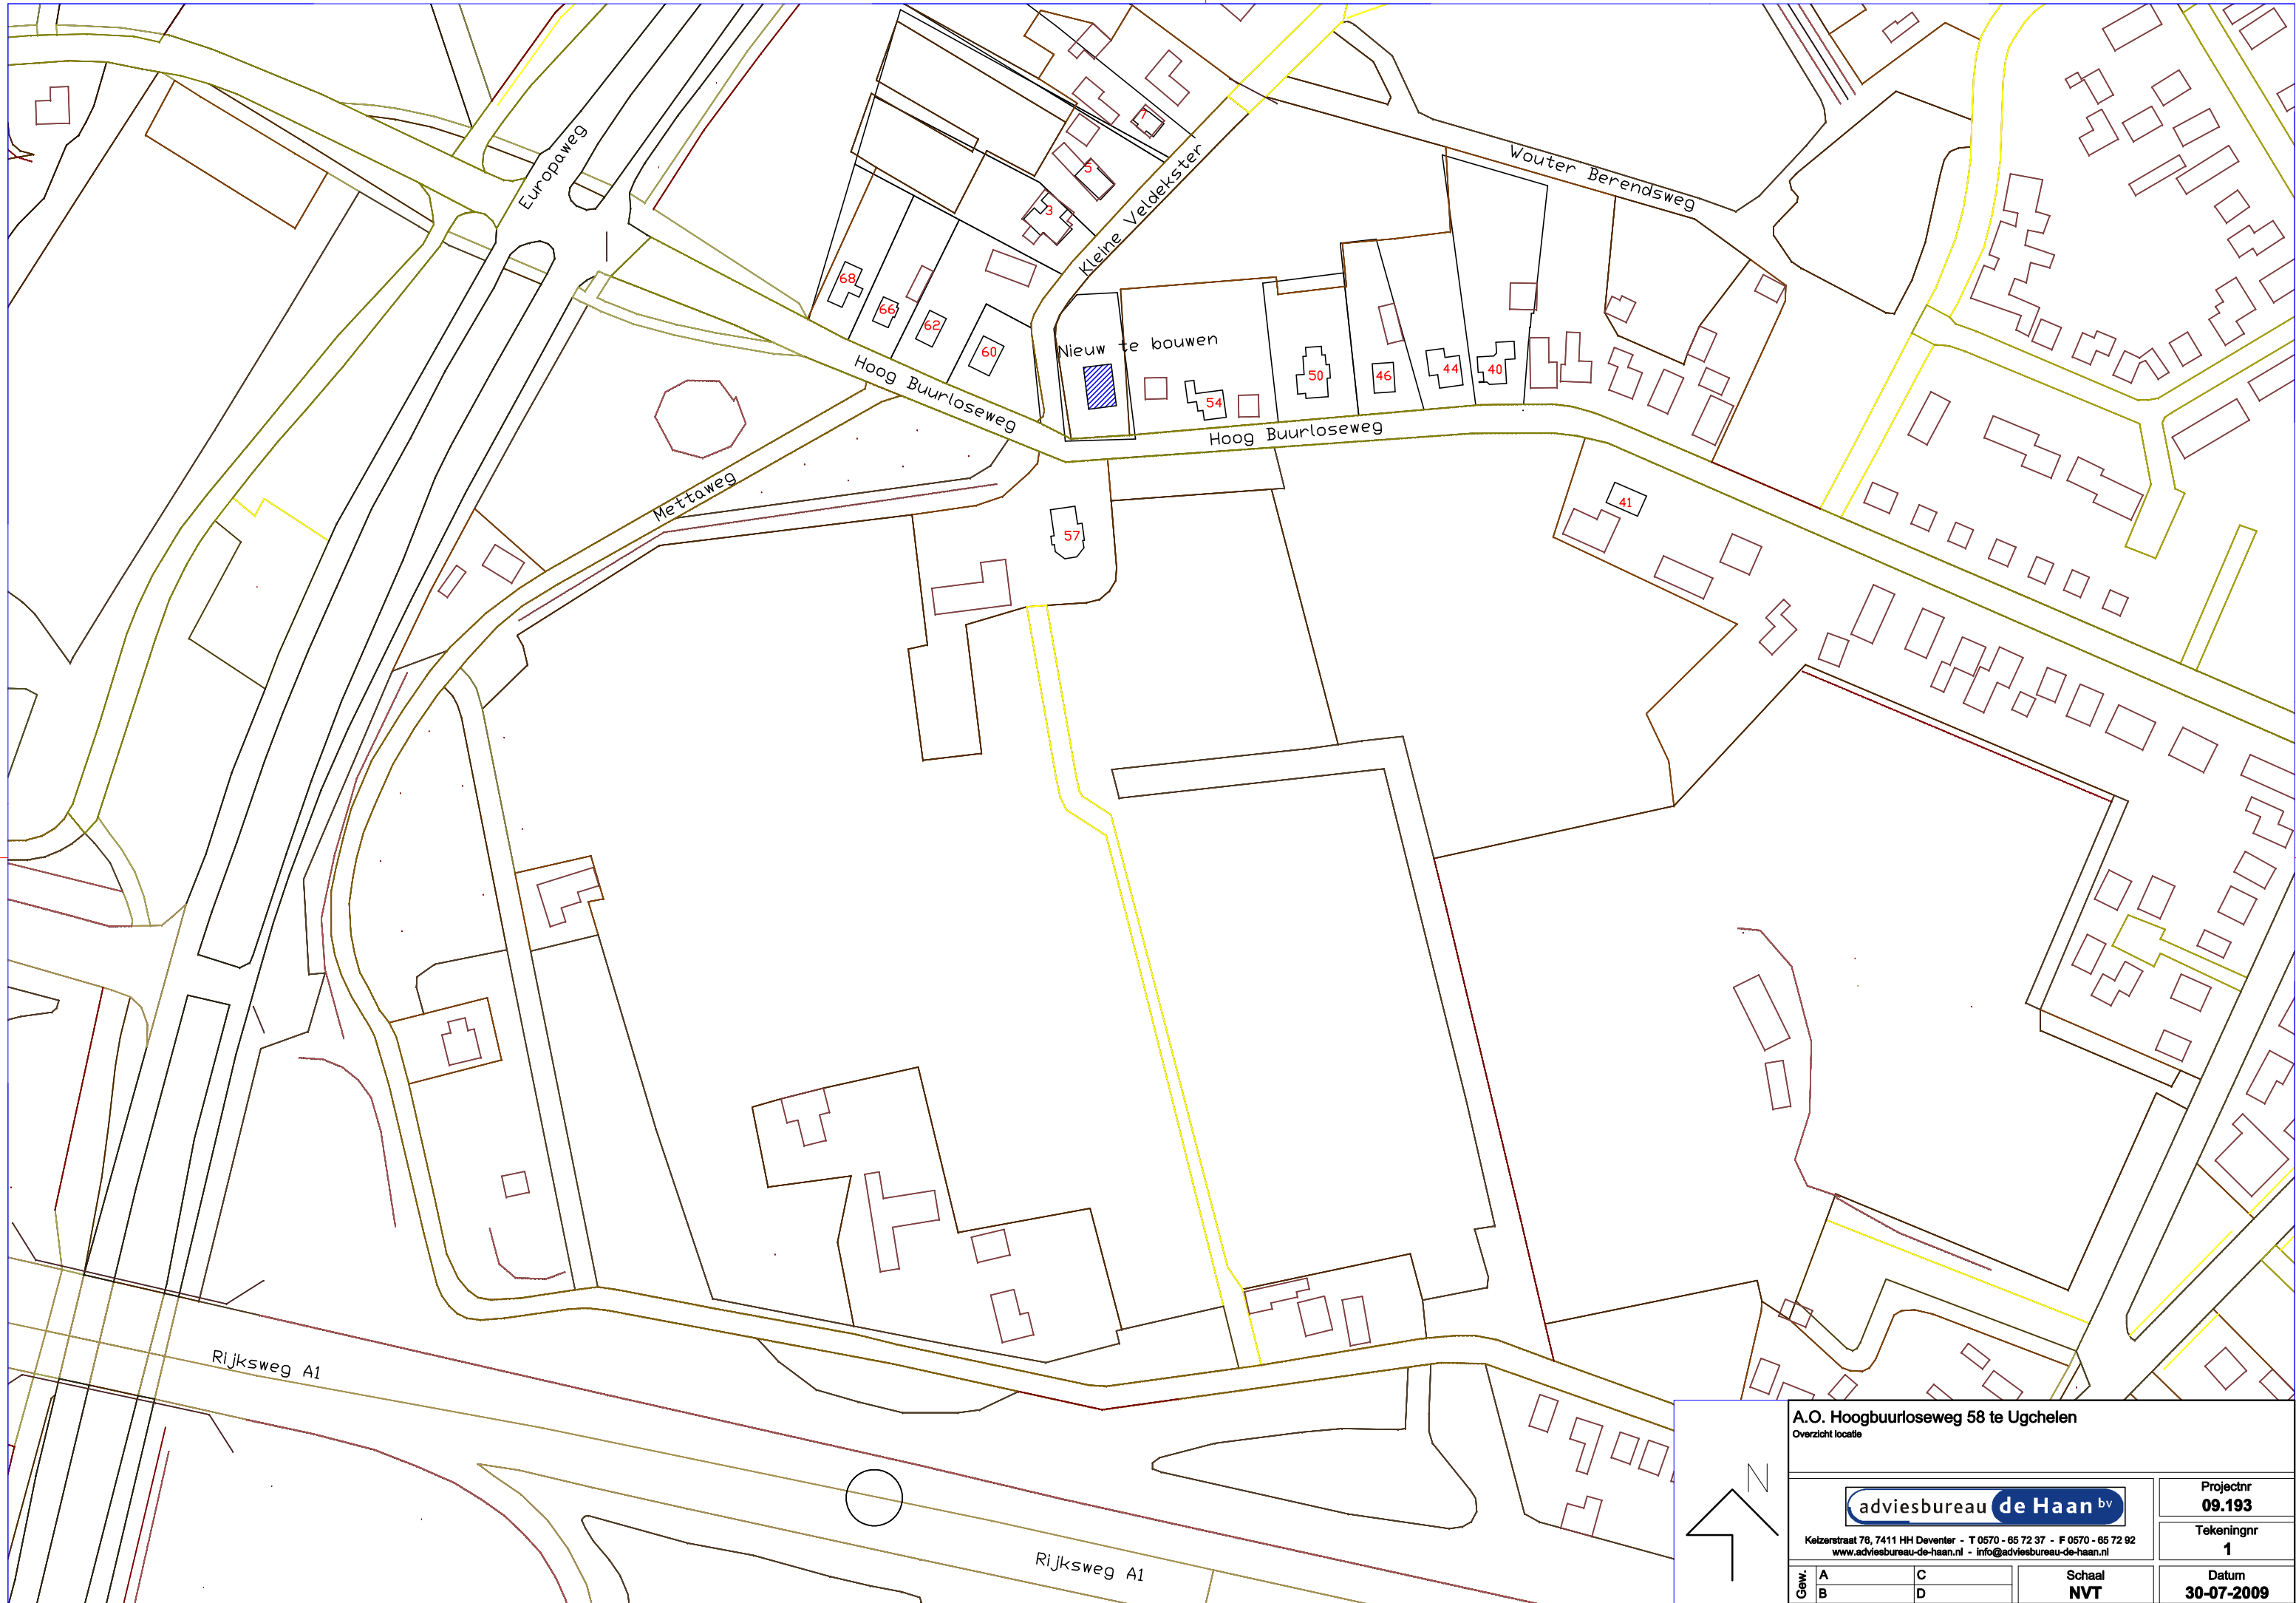 Europaweg
Kleine Veldekster
Wouter Berendsweg
1
5
3
68
66
62
60
Nieuw te bouwen
54
50
46
44
40
Hoog Buurloseweg
Hoog Buurloseweg
Mettaweg
57
41
Rijksweg A1
Rijksweg A1
N
A.O. Hoogbuurloseweg 58 te Ugchelen
Overzicht locatie
adviesbureau de Haan bv
Keizerstraat 76, 7411 HH Deventer - T 0570 - 65 72 37 - F 0570 - 65 72 92
www.adviesbureau-de-haan.nl - info@adviesbureau-de-haan.nl
Projectnr
09.193
Tekeningnr
1
Gew.
A
C
B
D
Schaal
NVT
Datum
30-07-2009